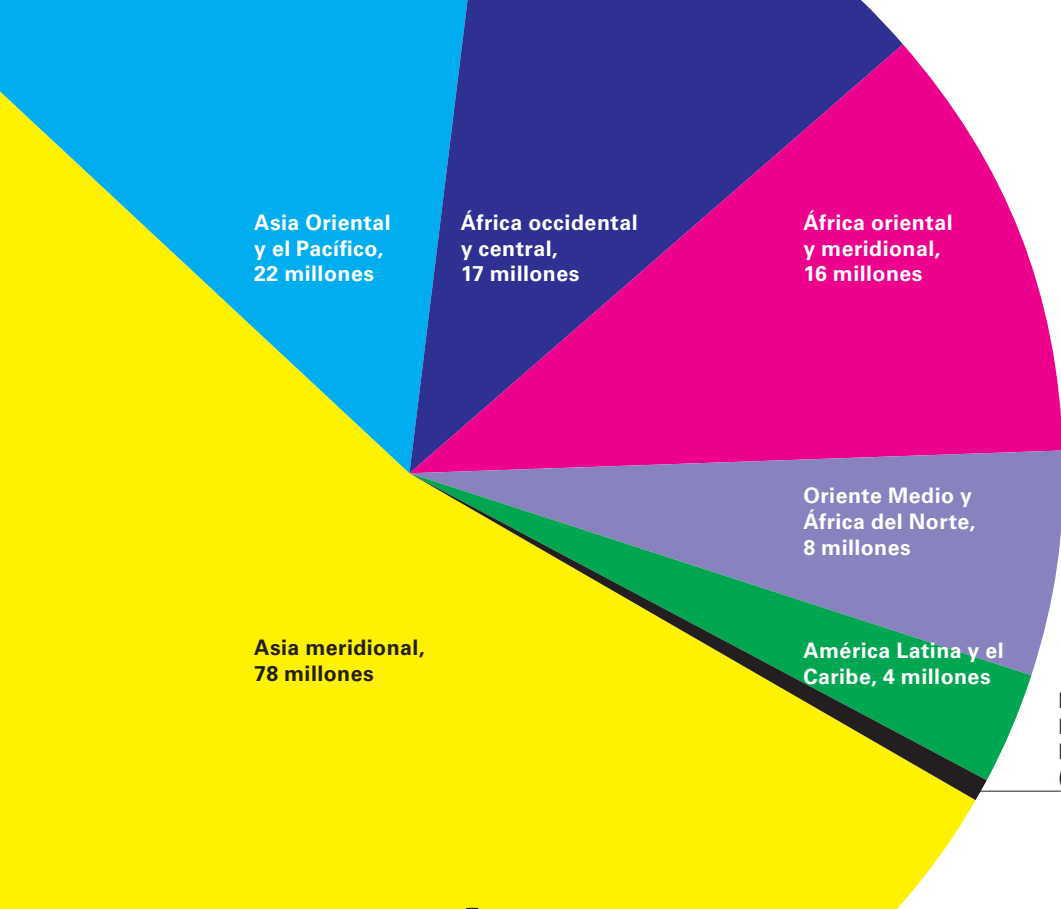 Asia Oriental
y el Pacífico,
22 millones
África occidental
y central,
17 millones
África oriental
y meridional,
16 millones
Oriente Medio y
África del Norte,
8 millones
Asia meridional,
78 millones
América Latina y el
Caribe, 4 millones